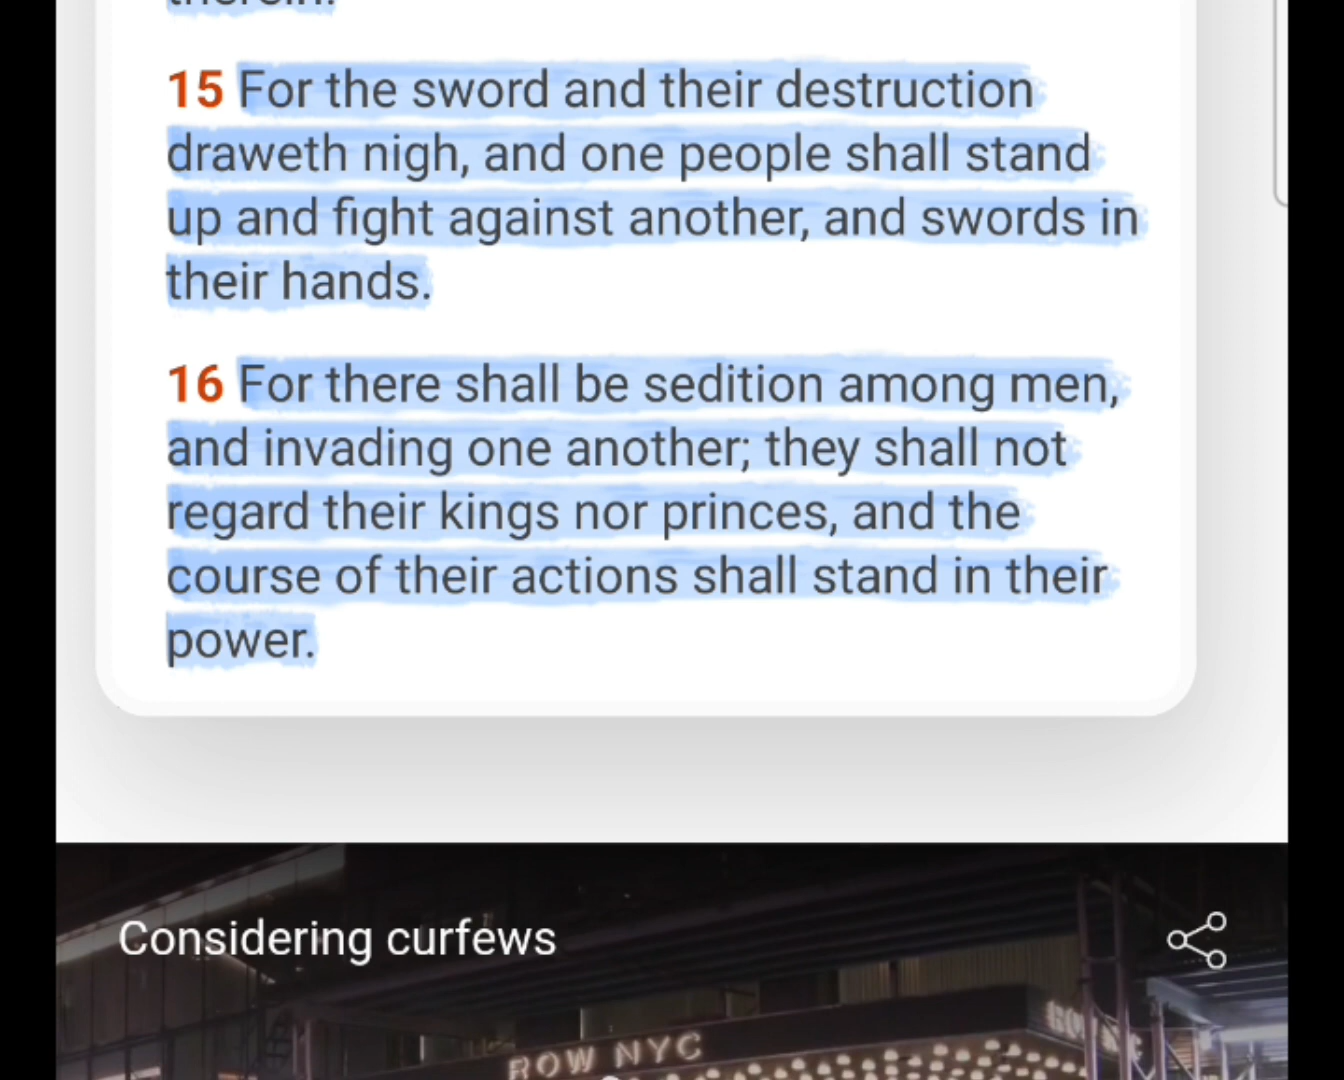 therein.
15 For the sword and their destruction
draweth nigh, and one people shall stand
up and fight against another, and swords in
their hands.
16 For there shall be sedition among men,
and invading one another; they shall not
regard their kings nor princes, and the
course of their actions shall stand in their
power.
Considering curfews
ROW NYC